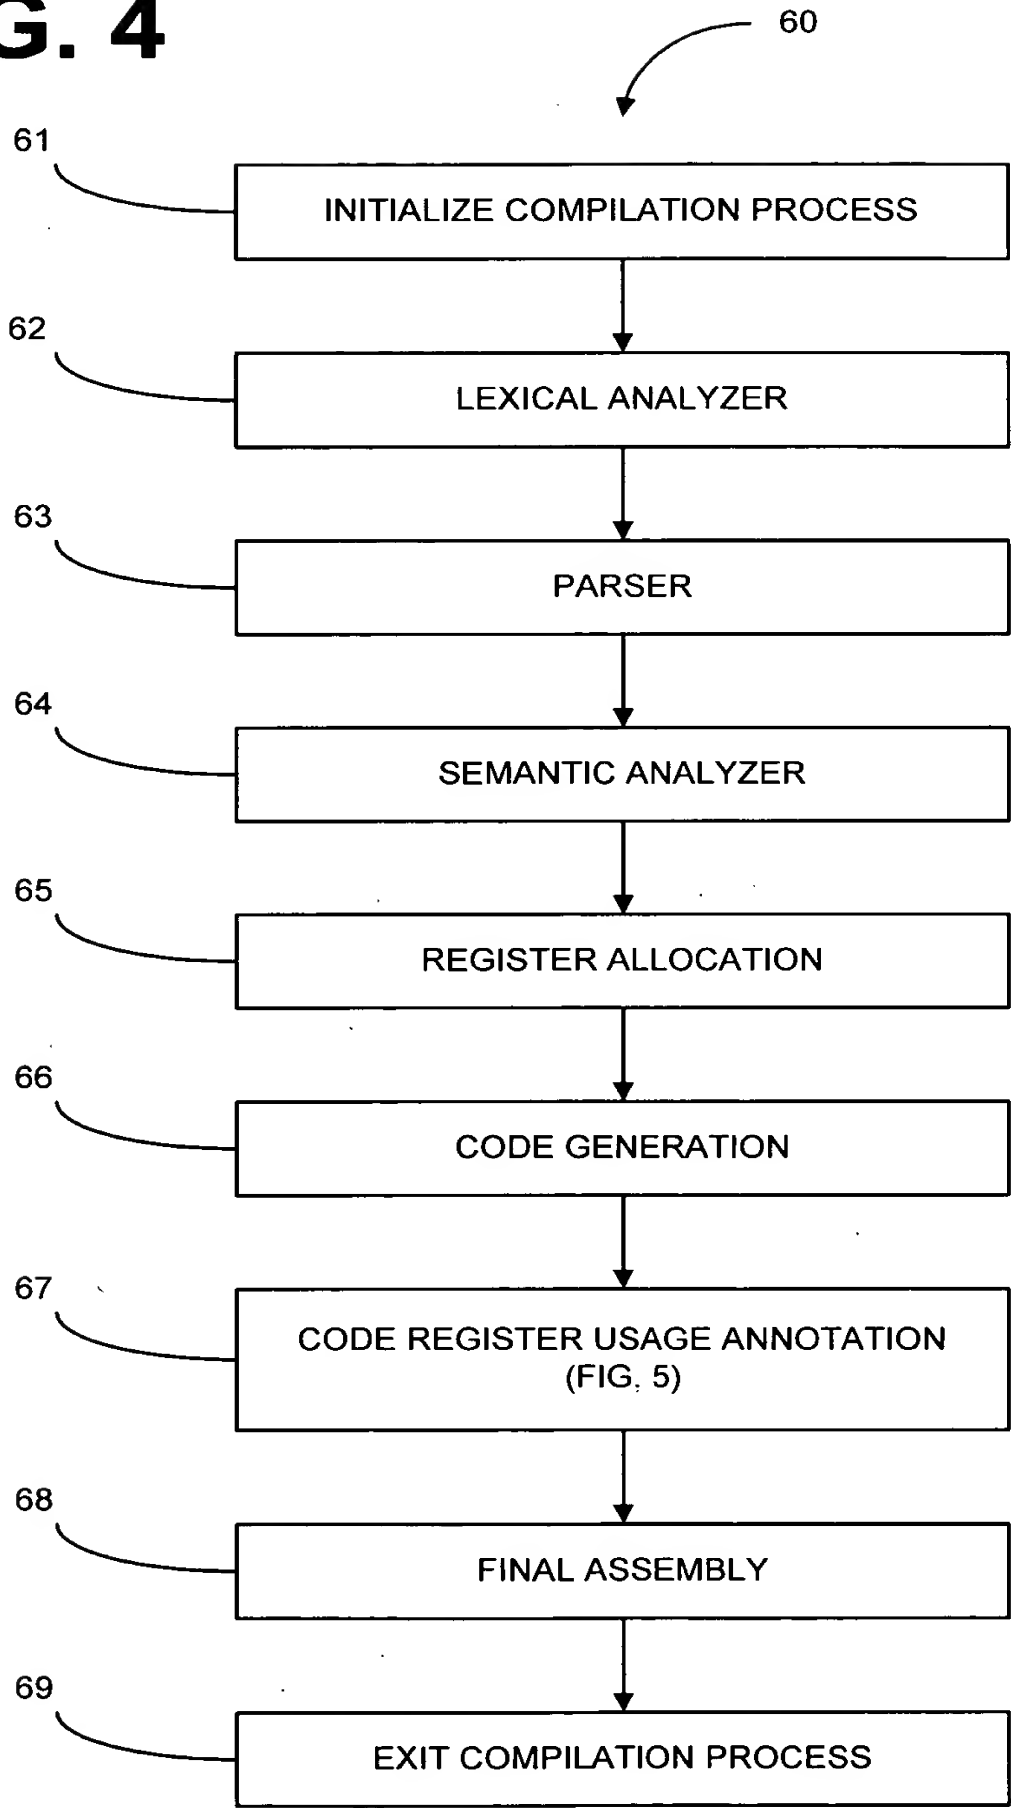 G. 4
60
61
INITIALIZE COMPILATION PROCESS
62
LEXICAL ANALYZER
63
PARSER
64
SEMANTIC ANALYZER
65
REGISTER ALLOCATION
66
CODE GENERATION
67
CODE REGISTER USAGE ANNOTATION
(FIG. 5)
68
FINAL ASSEMBLY
69
EXIT COMPILATION PROCESS